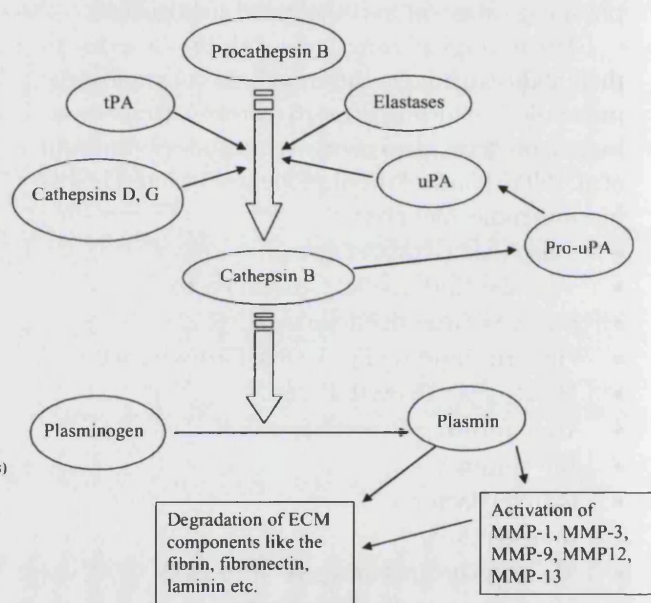 Procathepsin B
tPA
Elastases
Cathepsins D, G
uPA
Pro-uPA
Cathepsin B
Plasminogen
Plasmin
s)
Degradation of ECM
components like the
fibrin, fibronectin,
laminin etc.
Activation of
MMP-1, MMP-3,
MMP-9, MMP12,
MMP-13